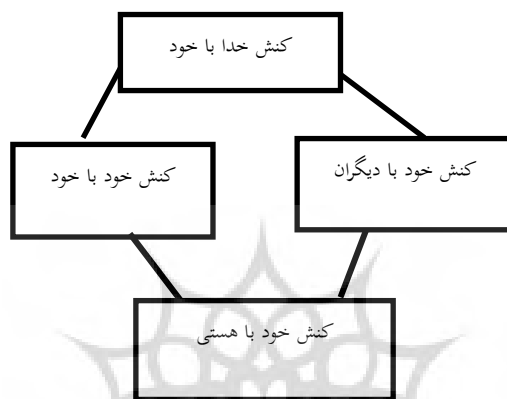 کنش خدا با خود
کنش خود با دیگران
کنش خود با خود
کنش خود با هستی